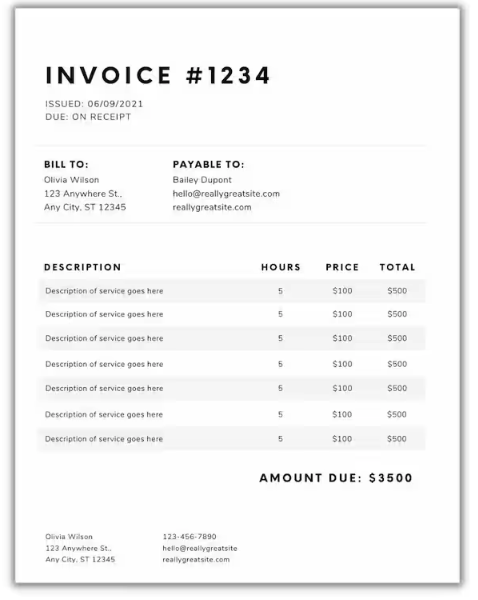 INVOICE #1234
ISSUED: 06/09/2021
DUE: ON RECEIPT
BILL TO: PAYABLE TO:
Olivia Wilson Bailey Dupont
123 Anywhere St., hello@reallygreatsite.com
Any City, ST 12345 reallygreatsite.com
DESCRIPTION HOURS PRICE TOTAL
Description of service goes here 5 $100 $500
Description of service goes here 5 $100 $500
Description of service goes here 5 $100 $500
Description of service goes here 5 $100 $500
Description of service goes here 5 $100 $500
Description of service goes here 5 $100 $500
Description of service goes here 5 $100 $500
AMOUNT DUE: $3500
Olivia Wilson 123-456-7890
123 Anywhere St., hello@reallygreatsite
Any City, ST 12345 reallygreatsite.com